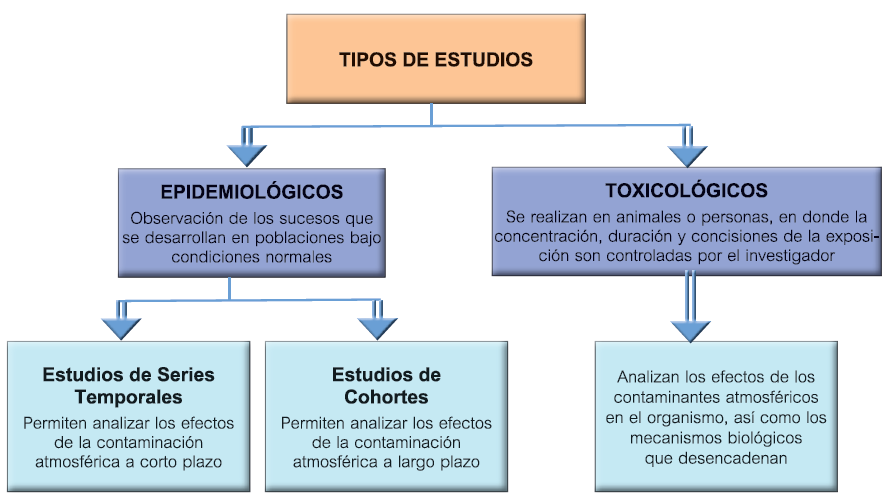 TIPOS DE ESTUDIOS
EPIDEMIOLÓGICOS
Observación de los sucesos que
se desarrollan en poblaciones bajo
condiciones normales
TOXICOLÓGICOS
Se realizan en animales o personas, en donde la
concentración, duración y concisiones de la exposi-
ción son controladas por el investigador
Estudios de Series
Temporales
Permiten analizar los efectos
de la contaminación
atmosférica a corto plazo
Estudios de
Cohortes
Permiten analizar los efectos
de la contaminación
atmosférica a largo plazo
Analizan los efectos de los
contaminantes atmosféricos
en el organismo, así como los
mecanismos biológicos
que desencadenan